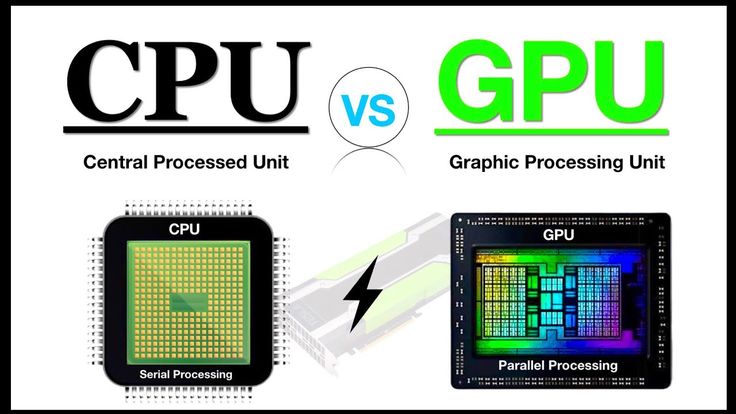 CPU
VS
GPU
Central Processed Unit
Graphic Processing Unit
CPU
Serial Processing
GPU
Parallel Processing